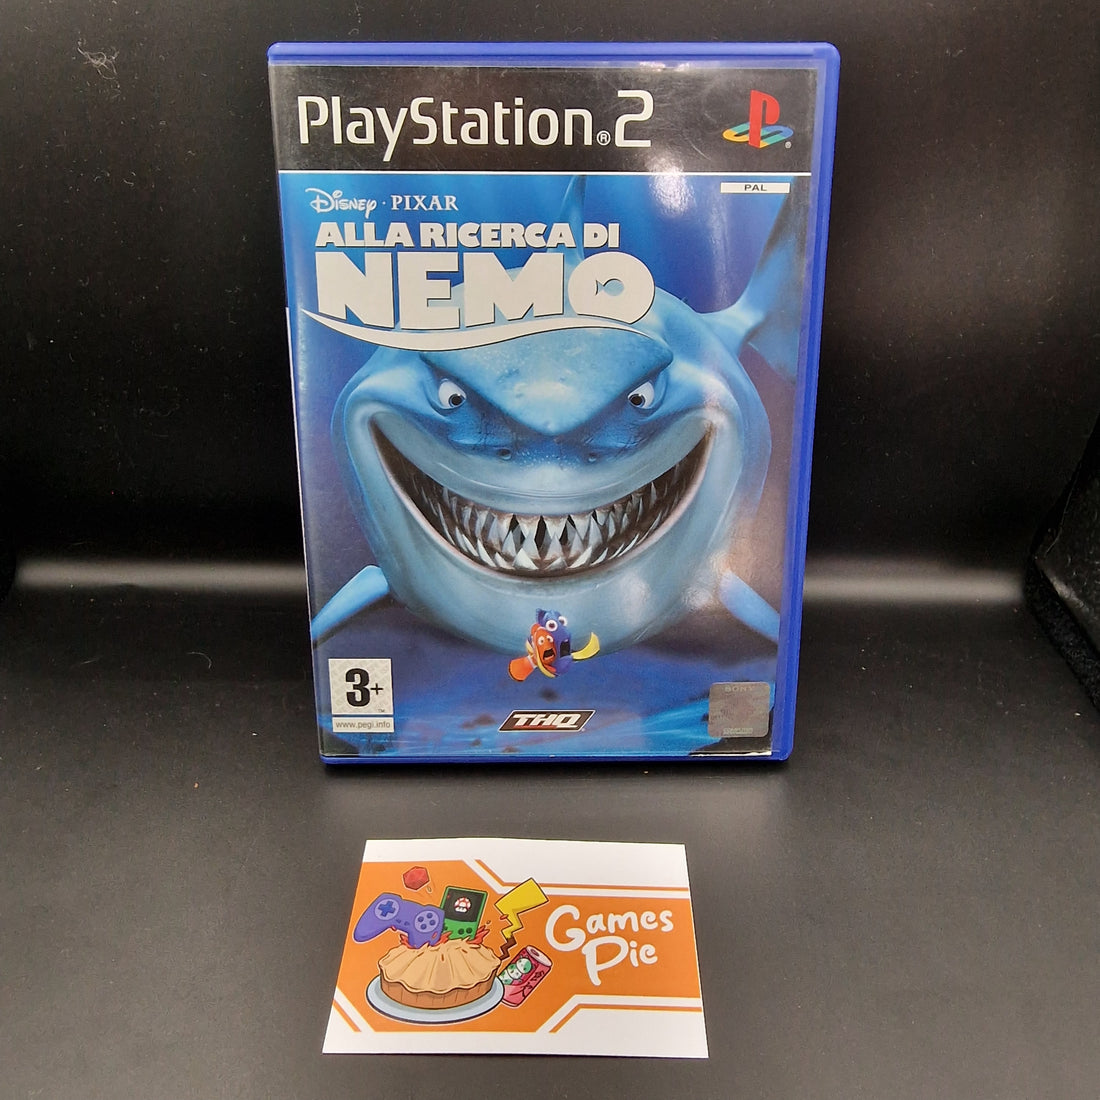 PlayStation®2
PAL
Disney · PIXAR
ALLA RICERCA DI
NEMO
3+
www.pegi.info
THQ
SONY
Games
Pie